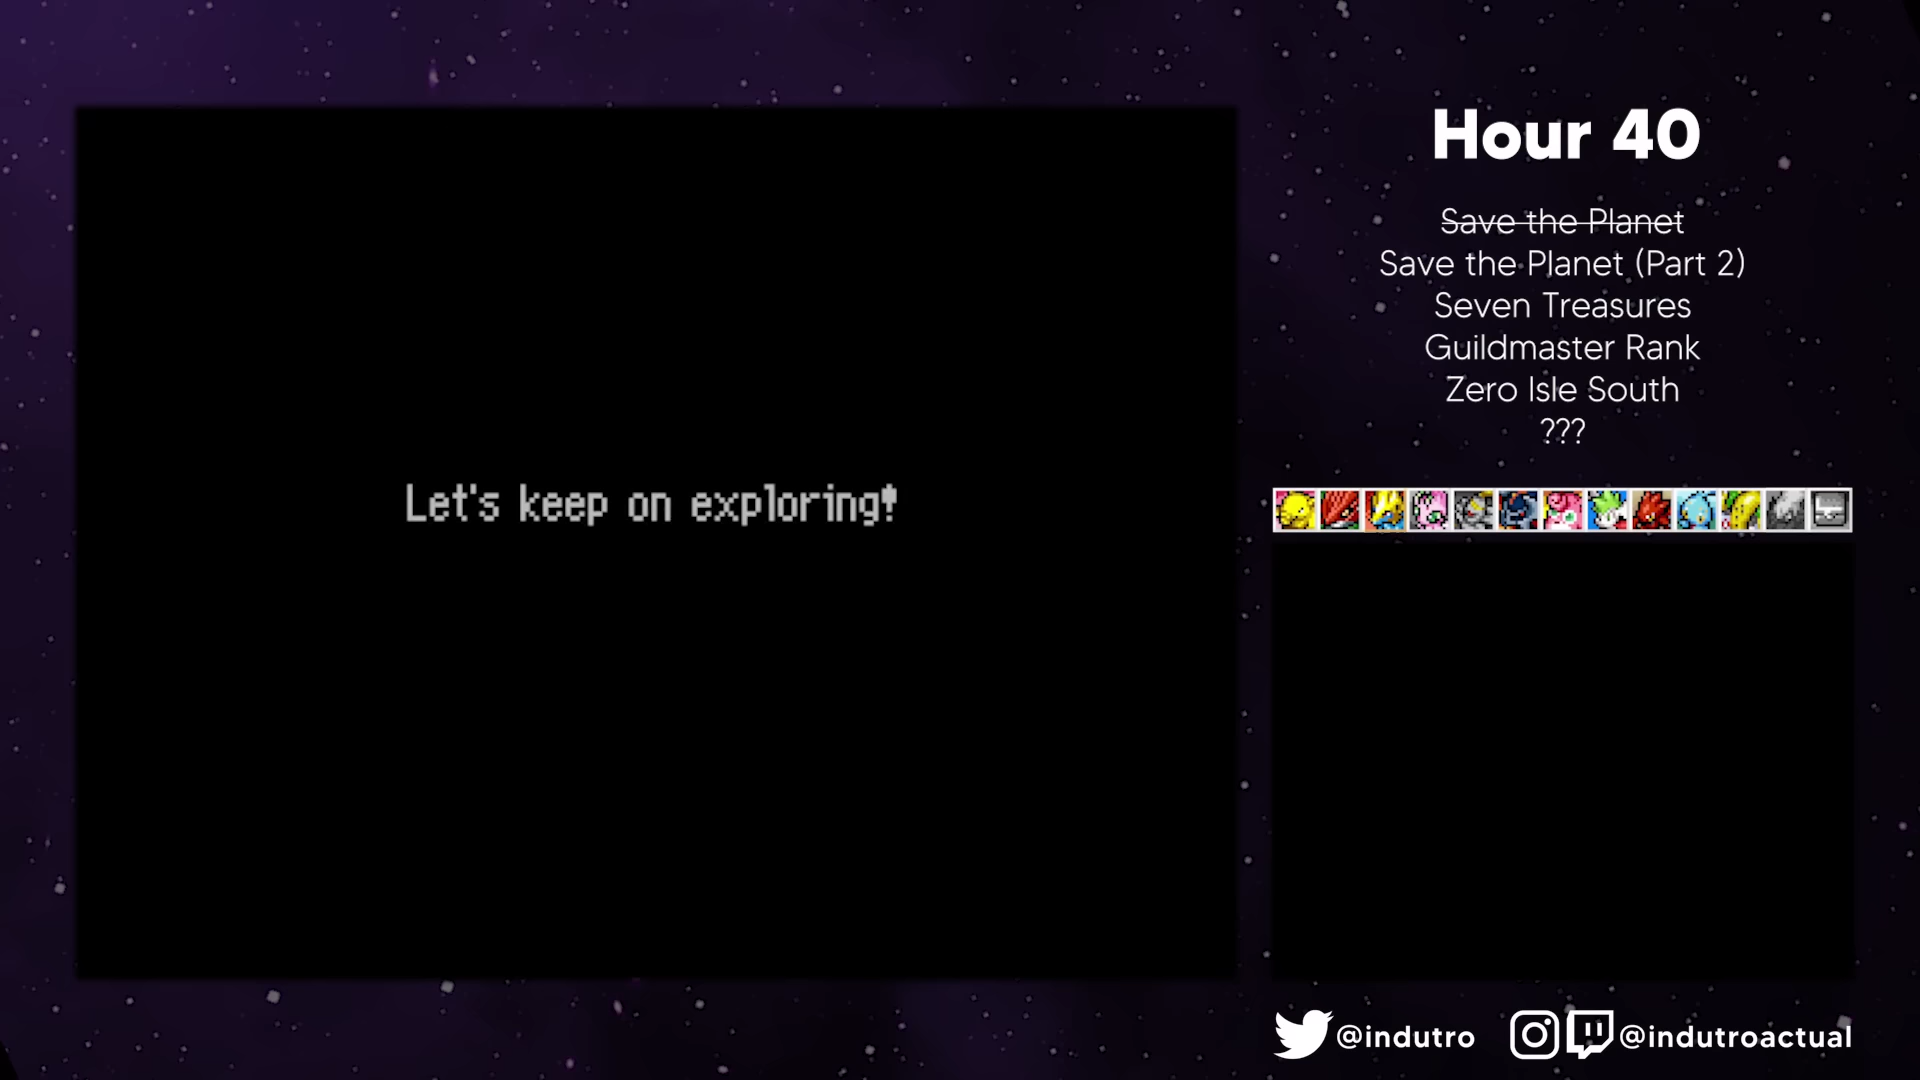 Hour 40
Save the Planet
Save the Planet (Part 2)
Seven Treasures
Guildmaster Rank
Zero Isle South
???
Let's keep on exploring!
@indutro @indutroactual